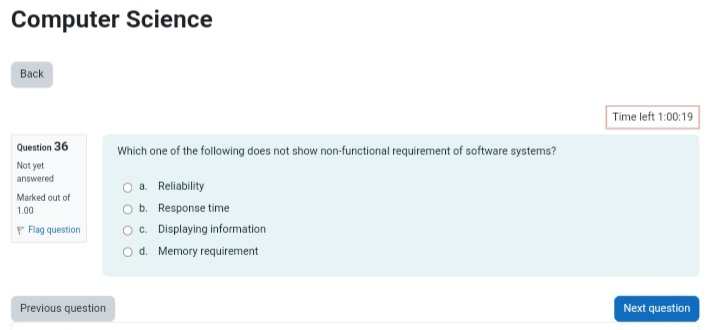 Computer Science
Back
Time left 1:00:19
Question 36
Not yet
answered
Marked out of
1.00
Flag question
Which one of the following does not show non-functional requirement of software systems?
a. Reliability
b. Response time
c. Displaying information
d. Memory requirement
Previous question
Next question